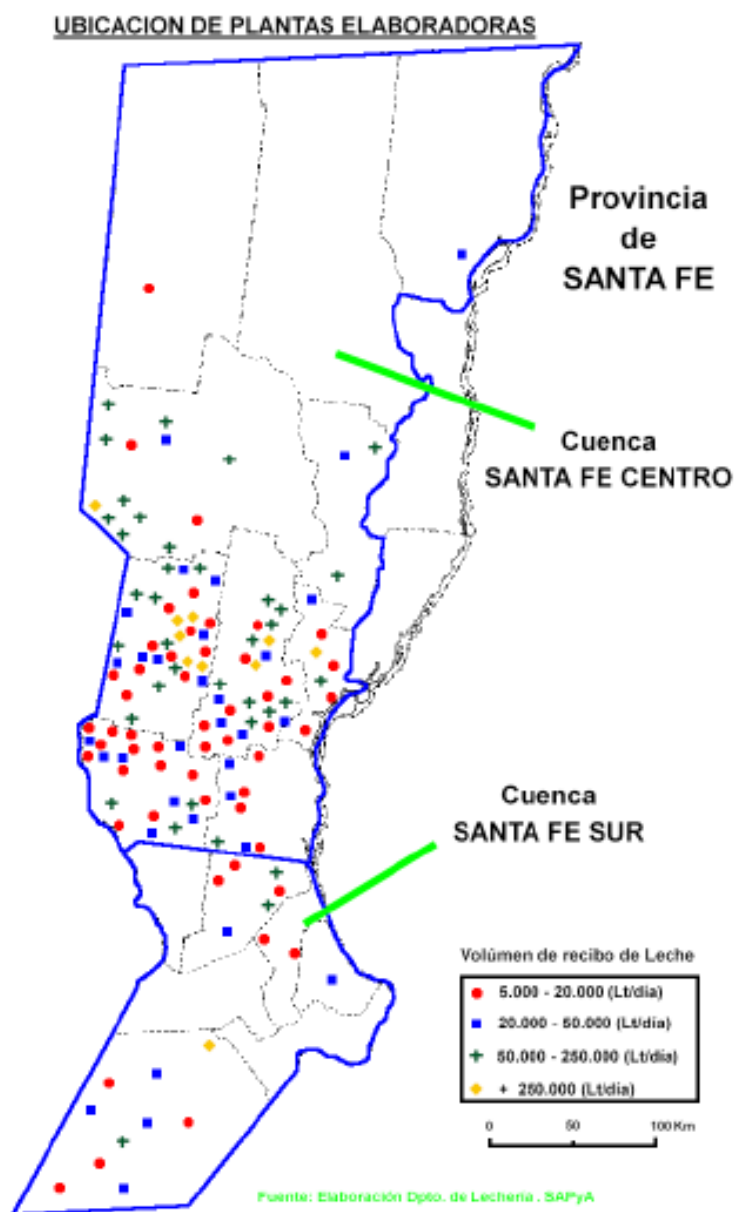 UBICACION DE PLANTAS ELABORADORAS
Provincia
de
SANTA FE
Cuenca
SANTA FE CENTRO
Cuenca
SANTA FE SUR
Volúmen de recibo de Leche
5.000 - 20.000 (Lt/dia)
20.000 - 50.000 (Lt/dia)
50.000 - 250.000 (Lt/dia)
+ 250.000 (Lt/dia)
0 50 100 Km
Fuente: Elaboración Dpto. de Lechería . SAPyA